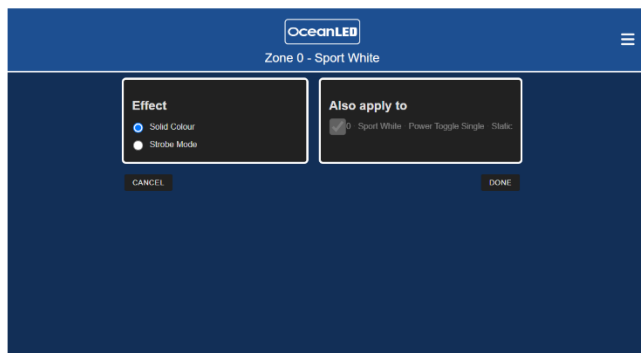 OceanLED
Zone 0 - Sport White
Effect
Solid Colour
Strobe Mode
Also apply to
0 Sport White Power Toggle Single Static
CANCEL
DONE